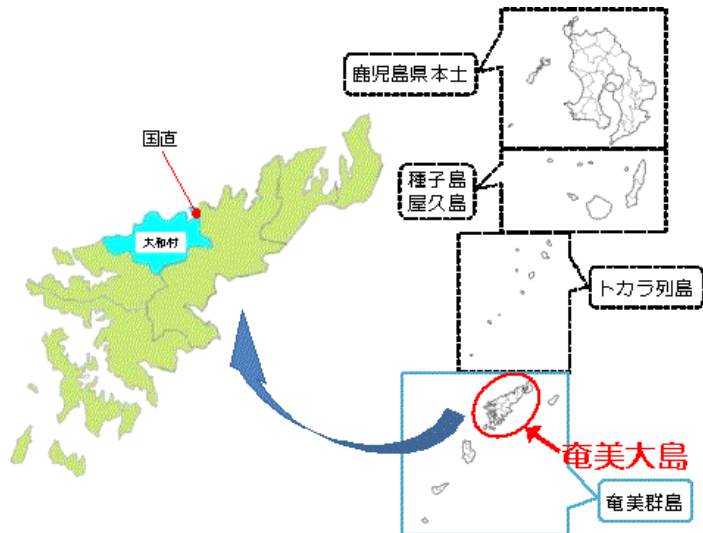 鹿児島県本土
国直
種子島
屋久島
大和村
トカラ列島
奄美大島
奄美群島